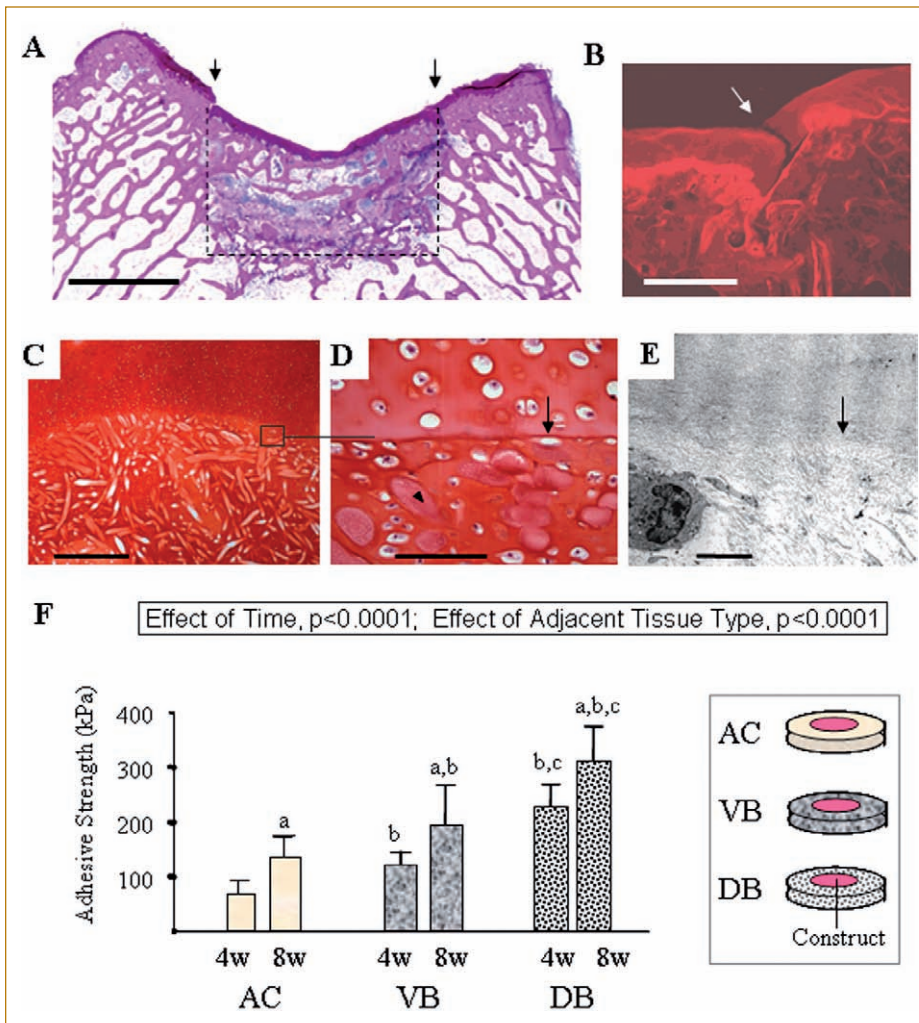 A
B
C
D
E
F
Effect of Time, p<0.0001; Effect of Adjacent Tissue Type, p<0.0001
Adhesive Strength (kPa)
400
300
200
100
a
b
a,b
b,c
a,b,c
4w 8w 4w 8w 4w 8w
AC VB DB
AC
VB
DB
Construct